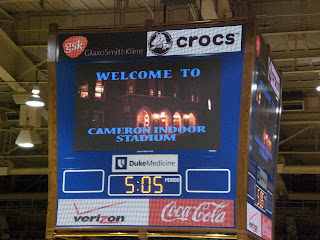 gsk GlaxoSmithKline
crocs
WELCOME TO
CAMERON INDOOR
STADIUM
DukeMedicine
5:05
PERIOD
verizon
Coca-Cola